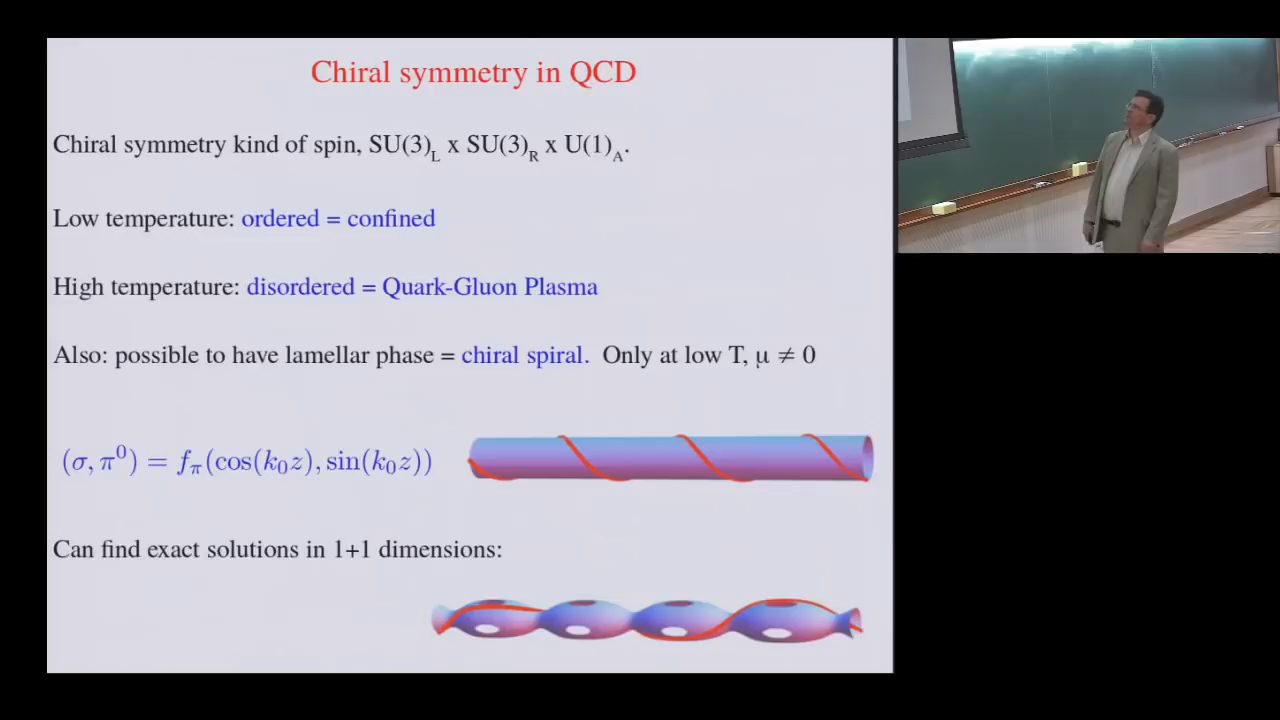 Chiral symmetry in QCD
Chiral symmetry kind of spin, SU(3)_L x SU(3)_R x U(1)_A.
Low temperature: ordered = confined
High temperature: disordered = Quark-Gluon Plasma
Also: possible to have lamellar phase = chiral spiral. Only at low T, μ ≠ 0
(σ, π⁰) = f_π(cos(k₀z), sin(k₀z))
Can find exact solutions in 1+1 dimensions: